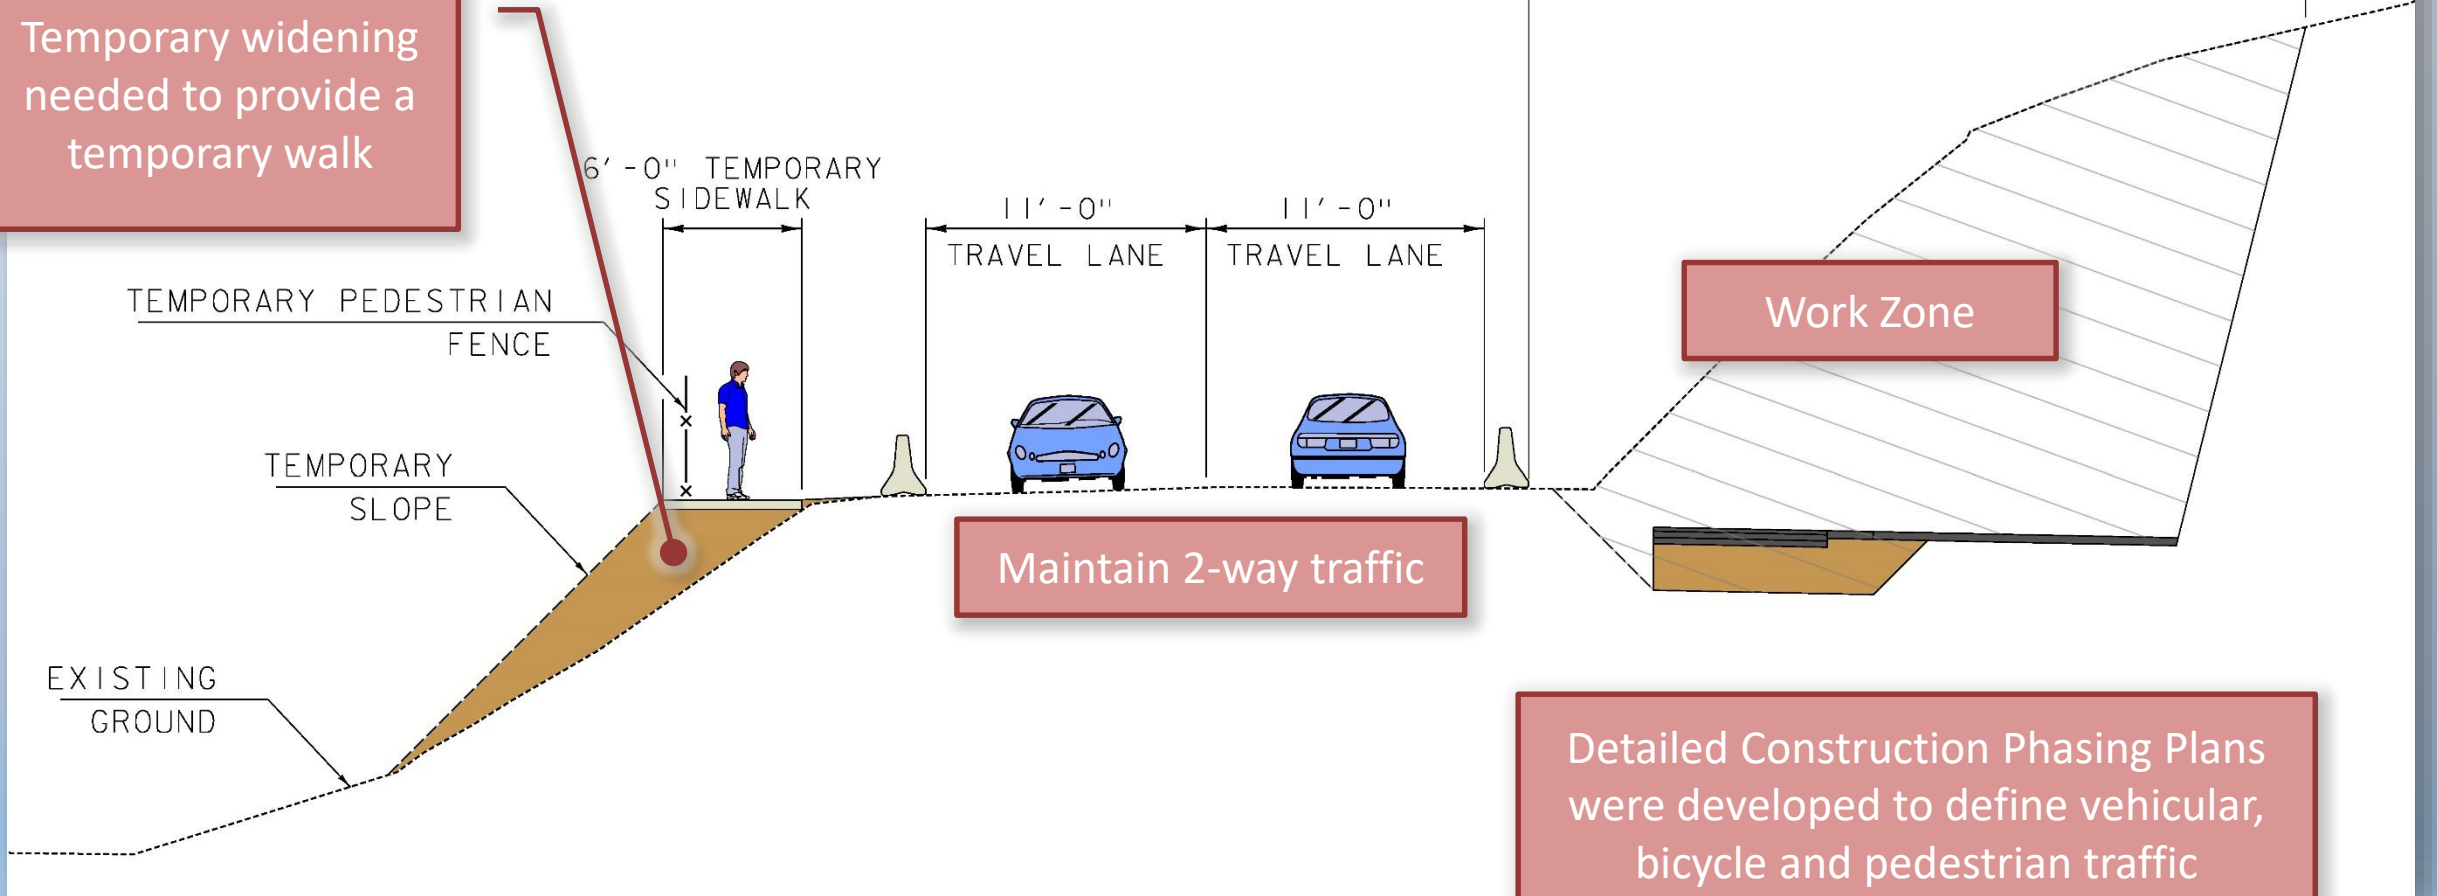 Temporary widening
needed to provide a
temporary walk
6'-0" TEMPORARY
SIDEWALK
11'-0"
TRAVEL LANE
11'-0"
TRAVEL LANE
TEMPORARY PEDESTRIAN
FENCE
Work Zone
TEMPORARY
SLOPE
Maintain 2-way traffic
EXISTING
GROUND
Detailed Construction Phasing Plans
were developed to define vehicular,
bicycle and pedestrian traffic